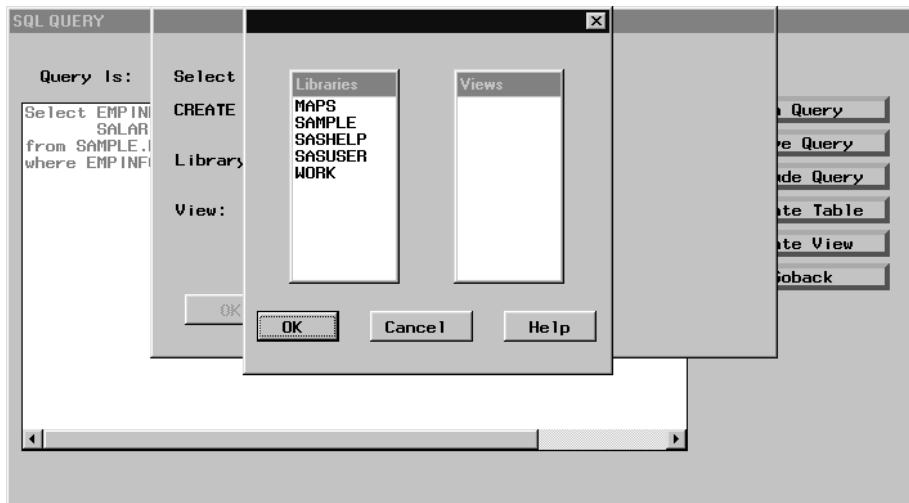 SQL QUERY
Query Is:
Select EMPIN
SALAR
from SAMPLE.
where EMPINF
Select
CREATE
Library
View:
OK
Libraries
MAPS
SAMPLE
SASHELP
SASUSER
WORK
Views
OK
Cancel
Help
Query
Query
Query
Table
View
Goback